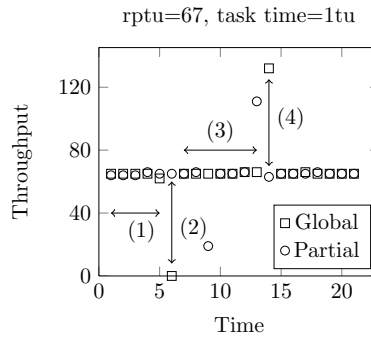 rptu=67, task time=1tu
Throughput
120
80
40
0
(3)
(4)
(1)
(2)
Global
Partial
0
5
10
15
20
Time